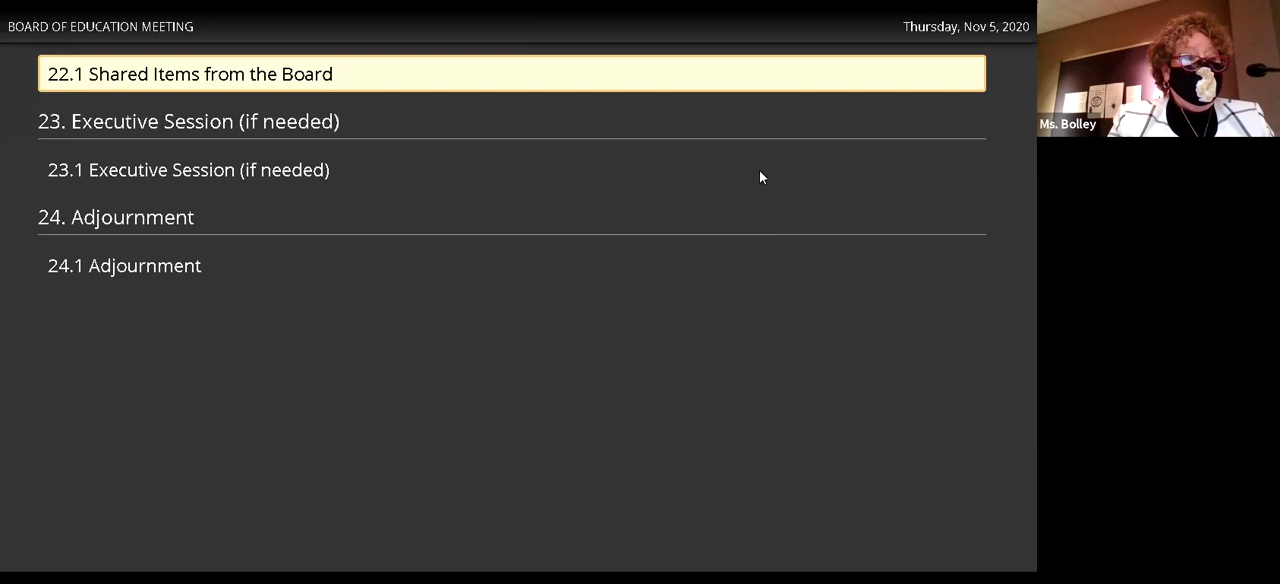 BOARD OF EDUCATION MEETING
Thursday, Nov 5, 2020
22.1 Shared Items from the Board
23. Executive Session (if needed)
23.1 Executive Session (if needed)
24. Adjournment
24.1 Adjournment
Ms. Bolley